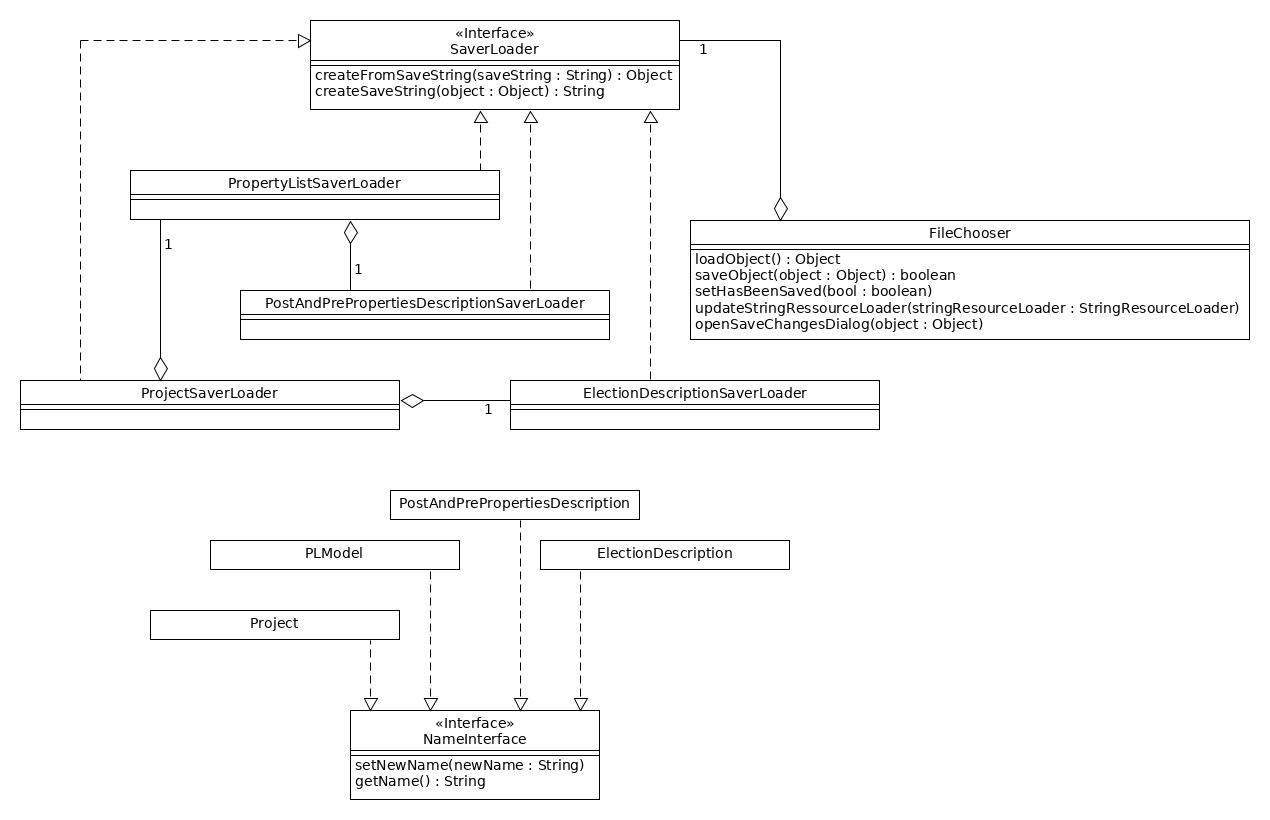 «Interface»
SaverLoader
createFromSaveString(saveString : String) : Object
createSaveString(object : Object) : String
1
PropertyListSaverLoader
1
FileChooser
loadObject() : Object
saveObject(object : Object) : boolean
setHasBeenSaved(bool : boolean)
updateStringRessourceLoader(stringResourceLoader : StringResourceLoader)
openSaveChangesDialog(object : Object)
1
PostAndPrePropertiesDescriptionSaverLoader
ProjectSaverLoader
1
ElectionDescriptionSaverLoader
PostAndPrePropertiesDescription
PLModel
ElectionDescription
Project
«Interface»
NameInterface
setNewName(newName : String)
getName() : String